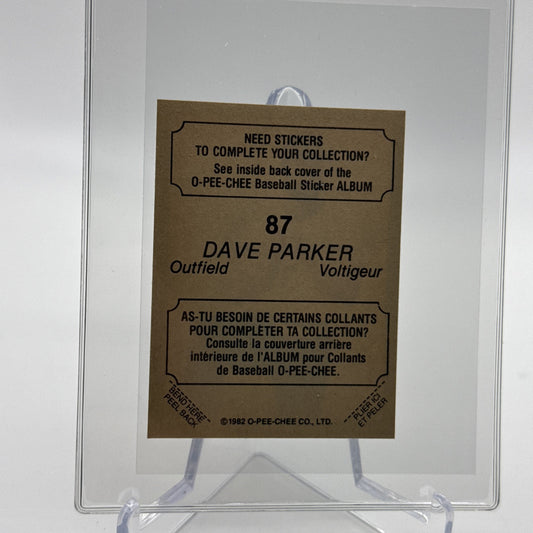 NEED STICKERS
TO COMPLETE YOUR COLLECTION?
See inside back cover of the
O-PEE-CHEE Baseball Sticker ALBUM
87
DAVE PARKER
Outfield Voltigeur
AS-TU BESOIN DE CERTAINS COLLANTS
POUR COMPLÈTER TA COLLECTION?
Consulte la couverture arrière
intérieure de l'ALBUM pour Collants
de Baseball O-PEE-CHEE.
BEND HERE
PEEL BACK
PLIER ICI
ET PELER
©1982 O-PEE-CHEE CO., LTD.